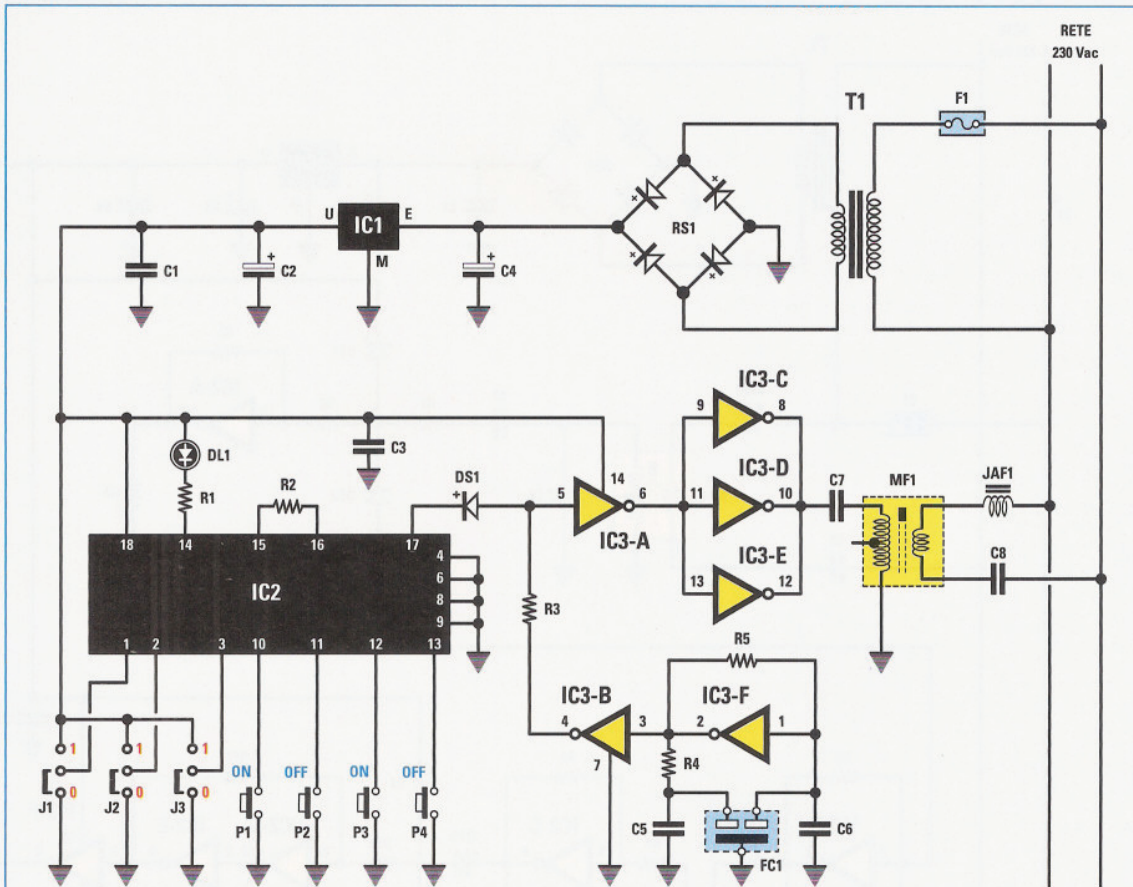 RETE
230 Vac
T1
F1
U
IC1
E
M
RS1
C1
+
C2
+
C4
IC3-C
9
8
DL1
C3
14
IC3-D
R1
R2
DS1
+
5
6
11
10
C7
MF1
JAF1
IC3-A
18
14
15
16
17
4
IC3-E
6
13
12
C8
IC2
8
9
R3
1
2
3
10
11
12
13
R5
IC3-B
IC3-F
4
3
2
1
7
R4
1
1
1
ON
OFF
ON
OFF
0
0
0
J1
J2
J3
P1
P2
P3
P4
C5
FC1
C6